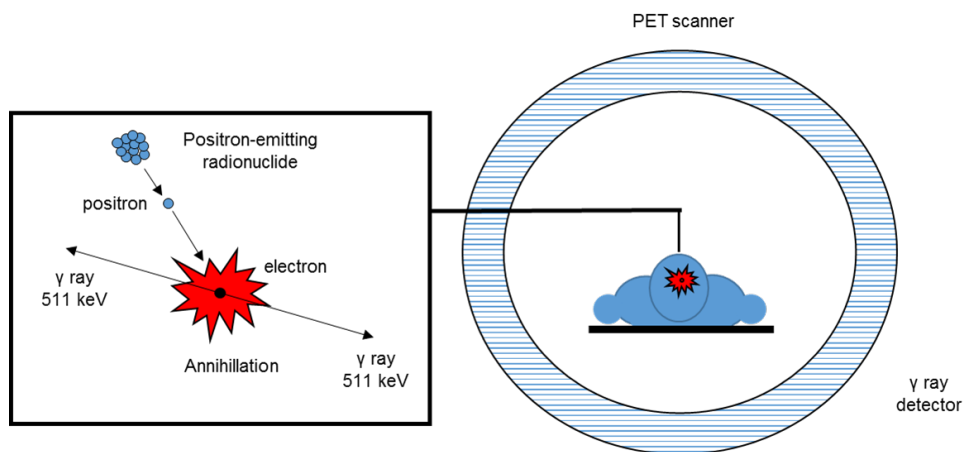 PET scanner
Positron-emitting
radionuclide
positron
electron
γ ray
511 keV
Annihillation
γ ray
511 keV
γ ray
detector